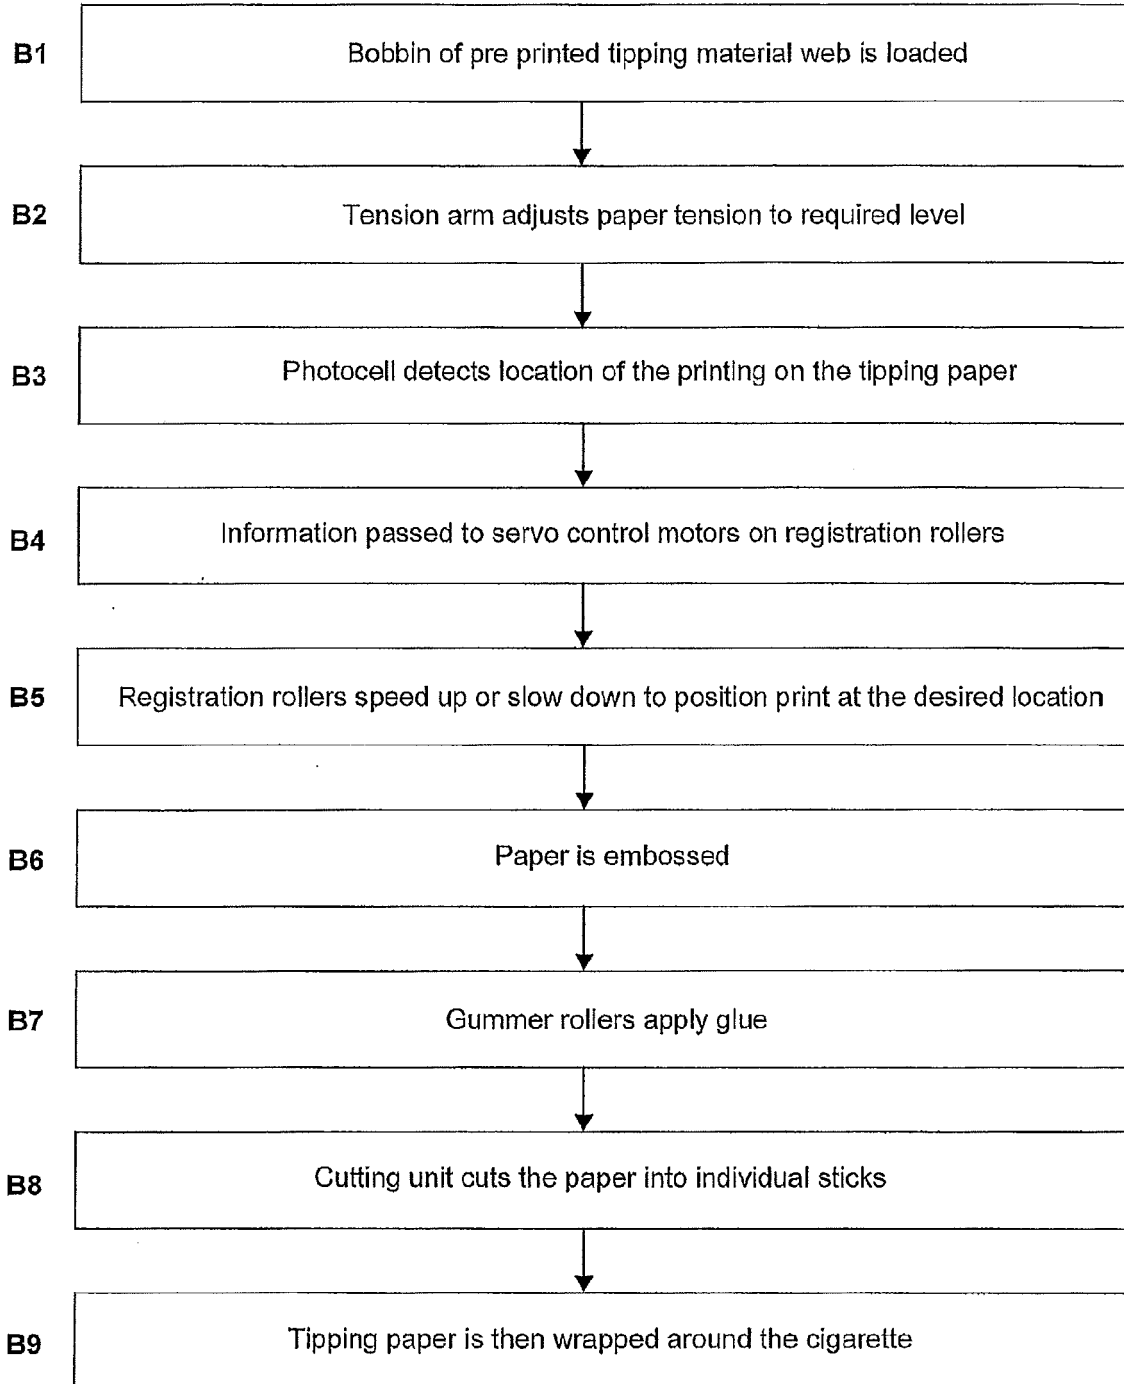 B1 Bobbin of pre printed tipping material web is loaded
B2 Tension arm adjusts paper tension to required level
B3 Photocell detects location of the printing on the tipping paper
B4 Information passed to servo control motors on registration rollers
B5 Registration rollers speed up or slow down to position print at the desired location
B6 Paper is embossed
B7 Gummer rollers apply glue
B8 Cutting unit cuts the paper into individual sticks
B9 Tipping paper is then wrapped around the cigarette